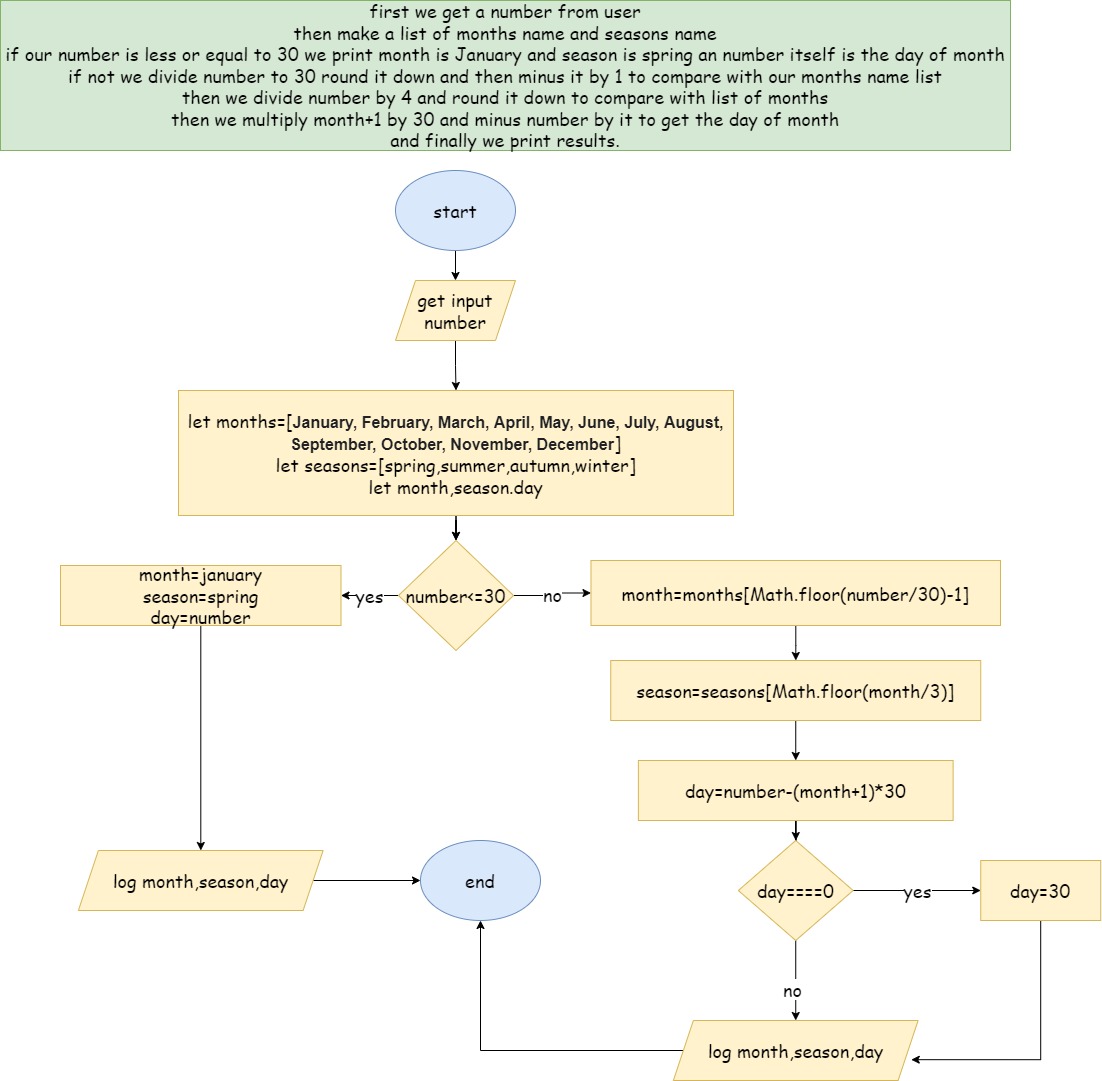 first we get a number from user
then make a list of months name and seasons name
if our number is less or equal to 30 we print month is January and season is spring an number itself is the day of month
if not we divide number to 30 round it down and then minus it by 1 to compare with our months name list
then we divide number by 4 and round it down to compare with list of months
then we multiply month+1 by 30 and minus number by it to get the day of month
and finally we print results.
start
get input
number
let months=[January, February, March, April, May, June, July, August,
September, October, November, December]
let seasons=[spring,summer,autumn,winter]
let month,season.day
month=january
season=spring
day=number
yes
number<=30
no
month=months[Math.floor(number/30)-1]
season=seasons[Math.floor(month/3)]
day=number-(month+1)*30
log month,season,day
end
day====0
yes
day=30
no
log month,season,day